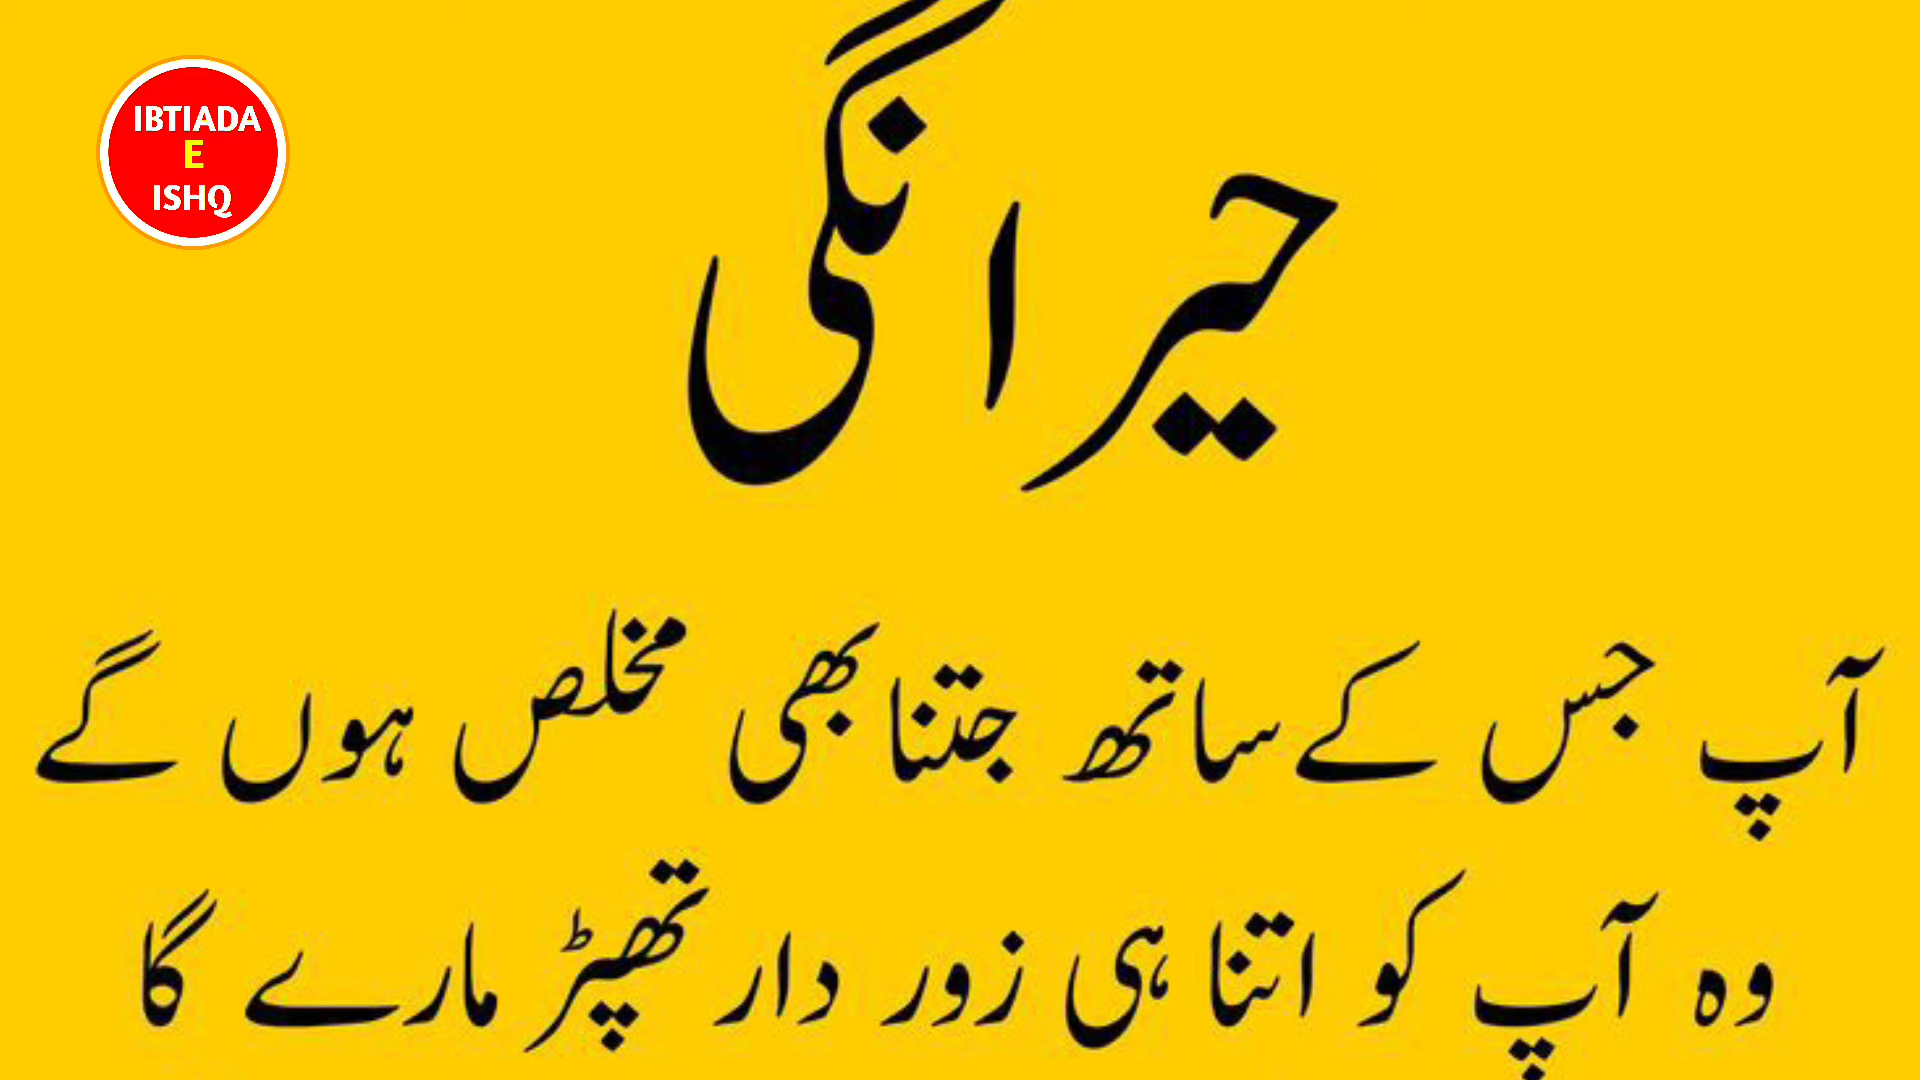 IBTIADA
E
ISHQ
حیرانگی
آپ جس کے ساتھ جتنا بھی مخلص ہوں گے
وہ آپ کو اتنا ہی زور دار تھپڑ مارے گا